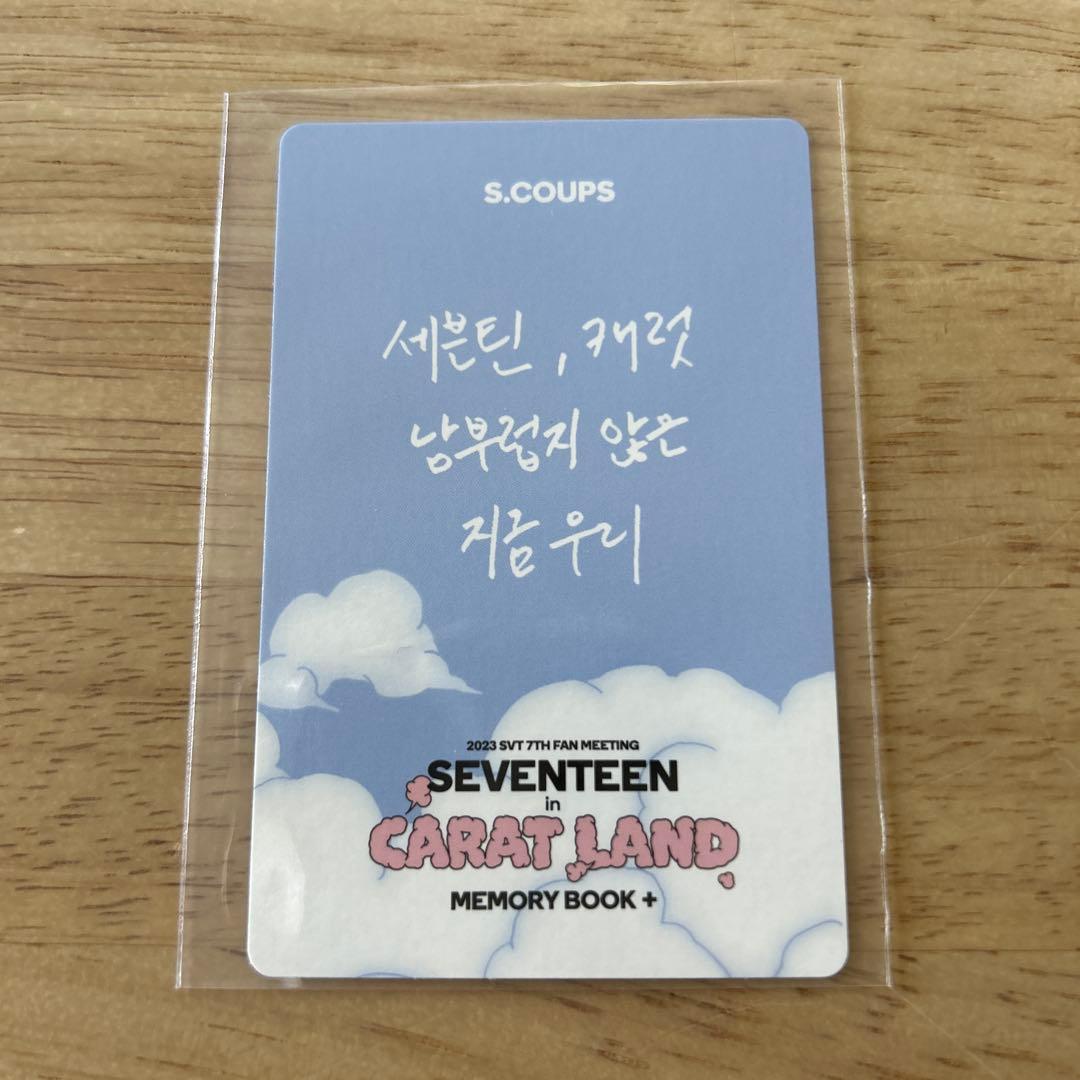 S.COUPS
세븐틴, 캐럿
남부럽지 않은
지금 우리
2023 SVT 7TH FAN MEETING
SEVENTEEN
in
CARAT LAND
MEMORY BOOK +